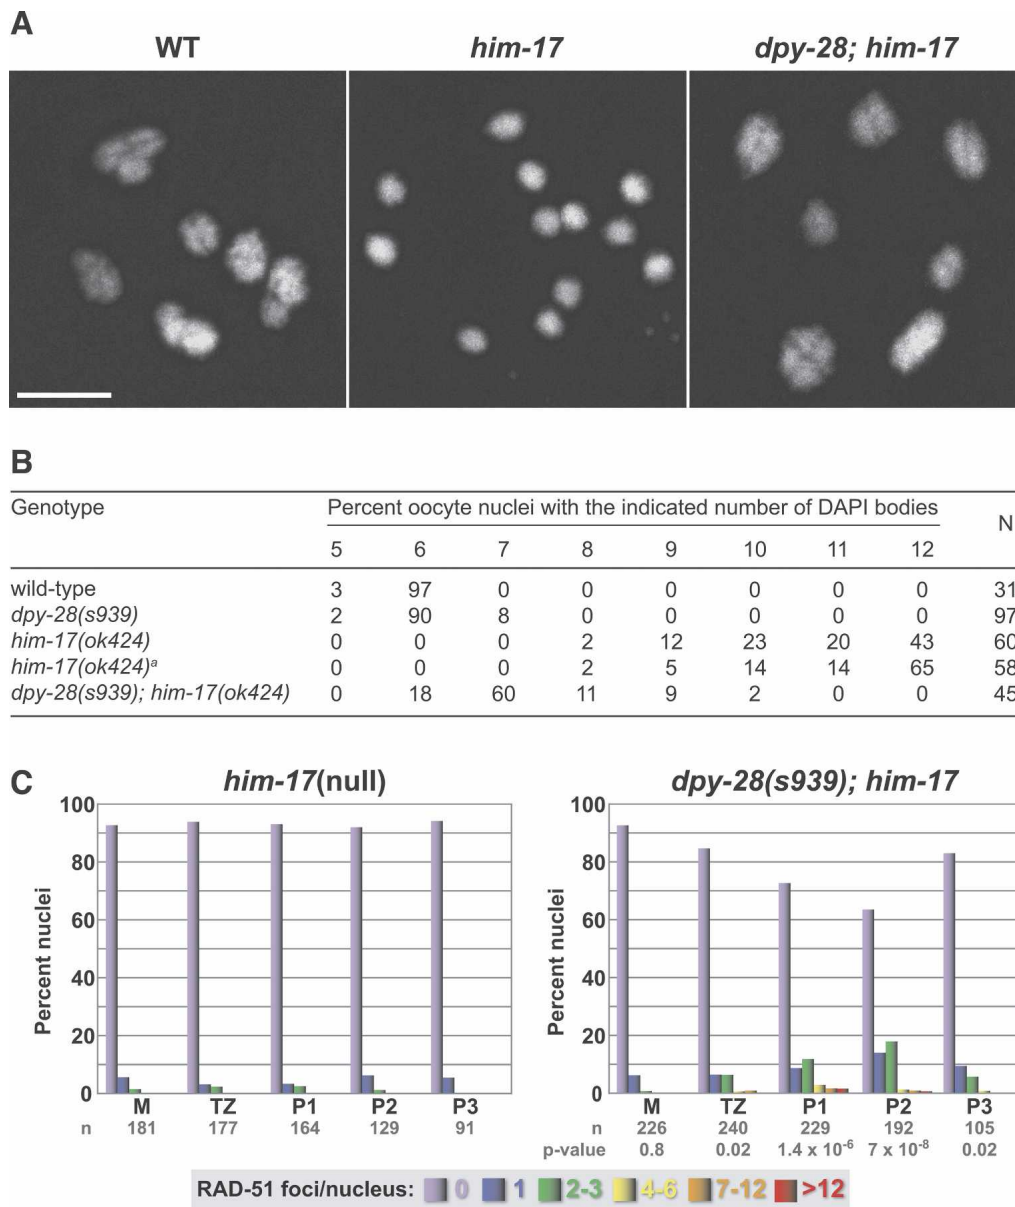 A
WT him-17 dpy-28; him-17
B
Genotype Percent oocyte nuclei with the indicated number of DAPI bodies N
5 6 7 8 9 10 11 12
wild-type 3 97 0 0 0 0 0 0 31
dpy-28(s939) 2 90 8 0 0 0 0 0 97
him-17(ok424) 0 0 0 2 12 23 20 43 60
him-17(ok424)a 0 0 0 2 5 14 14 65 58
dpy-28(s939); him-17(ok424) 0 18 60 11 9 2 0 0 45
C
him-17(null)
100
80
60
40
20
0
Percent nuclei
M TZ P1 P2 P3
n 181 177 164 129 91
dpy-28(s939); him-17
100
80
60
40
20
0
Percent nuclei
M TZ P1 P2 P3
n 226 240 229 192 105
p-value 0.8 0.02 1.4 x 10-6 7 x 10-8 0.02
RAD-51 foci/nucleus: 0 1 2-3 4-6 7-12 >12